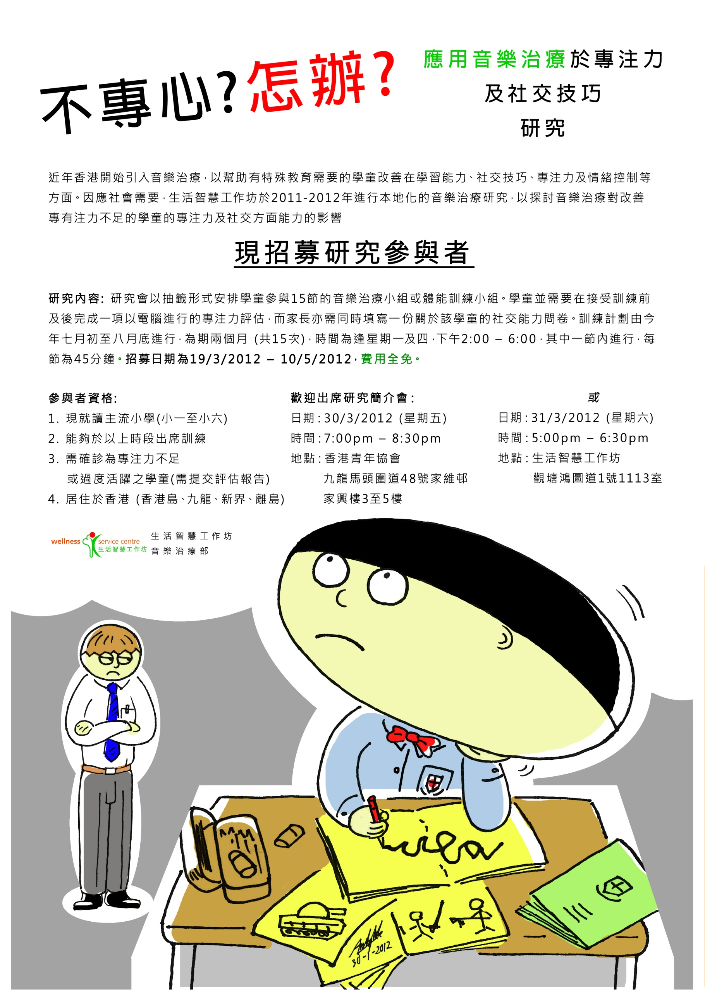 不專心?怎辦?
應用音樂治療於專注力
及社交技巧
研究
近年香港開始引入音樂治療,以幫助有特殊教育需要的學童改善在學習能力、社交技巧、專注力及情緒控制等
方面。因應社會需要,生活智慧工作坊於2011-2012年進行本地化的音樂治療研究,以探討音樂治療對改善
專有注力不足的學童的專注力及社交方面能力的影響
現招募研究參與者
研究內容: 研究會以抽籤形式安排學童參與15節的音樂治療小組或體能訓練小組。學童並需要在接受訓練前
及後完成一項以電腦進行的專注力評估,而家長亦需同時填寫一份關於該學童的社交能力問卷。訓練計劃由今
年七月初至八月底進行,為期兩個月 (共15次),時間為逢星期一及四,下午2:00 – 6:00,其中一節內進行,每
節為45分鐘。招募日期為19/3/2012 – 10/5/2012,費用全免。
參與者資格:
1. 現就讀主流小學(小一至小六)
2. 能夠於以上時段出席訓練
3. 需確診為專注力不足
或過度活躍之學童(需提交評估報告)
4. 居住於香港 (香港島、九龍、新界、離島)
歡迎出席研究簡介會:
日期:30/3/2012 (星期五)
時間:7:00pm – 8:30pm
地點:香港青年協會
九龍馬頭圍道48號家維邨
家興樓3至5樓
或
日期:31/3/2012 (星期六)
時間:5:00pm – 6:30pm
地點:生活智慧工作坊
觀塘鴻圖道1號1113室
wellness service centre
生活智慧工作坊
生活智慧工作坊
音樂治療部
30-1-2012